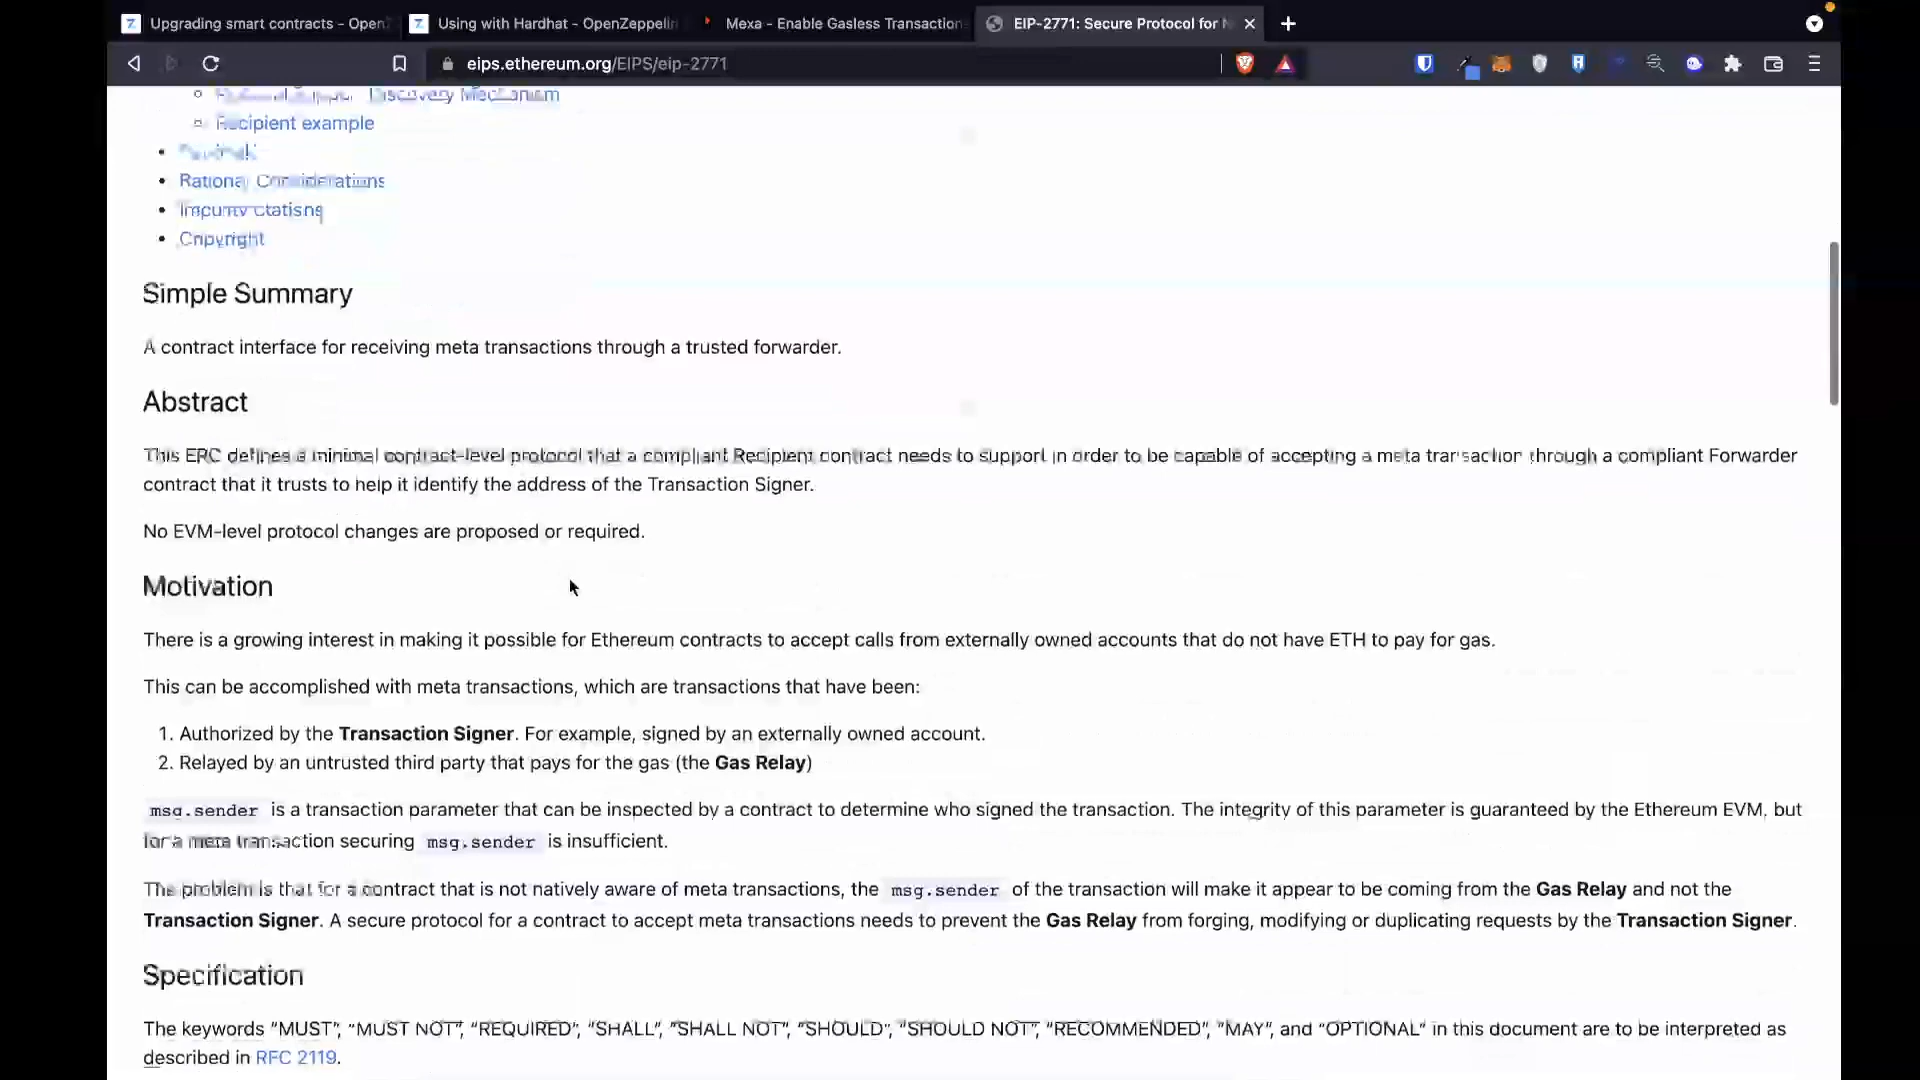 Upgrading smart contracts - Open
Using with Hardhat - OpenZeppelin
Mexa - Enable Gasless Transaction
EIP-2771: Secure Protocol for N
eips.ethereum.org/EIPS/eip-2771
Discovery Mechanism
Recipient example
Considerations
Copyright
Simple Summary
A contract interface for receiving meta transactions through a trusted forwarder.
Abstract
This ERC defines a minimal contract-level protocol that a compliant Recipient contract needs to support in order to be capable of accepting a meta transaction through a compliant Forwarder
contract that it trusts to help it identify the address of the Transaction Signer.
No EVM-level protocol changes are proposed or required.
Motivation
There is a growing interest in making it possible for Ethereum contracts to accept calls from externally owned accounts that do not have ETH to pay for gas.
This can be accomplished with meta transactions, which are transactions that have been:
1. Authorized by the Transaction Signer. For example, signed by an externally owned account.
2. Relayed by an untrusted third party that pays for the gas (the Gas Relay)
msg.sender is a transaction parameter that can be inspected by a contract to determine who signed the transaction. The integrity of this parameter is guaranteed by the Ethereum EVM, but
for a meta transaction securing msg.sender is insufficient.
The problem is that for a contract that is not natively aware of meta transactions, the msg.sender of the transaction will make it appear to be coming from the Gas Relay and not the
Transaction Signer. A secure protocol for a contract to accept meta transactions needs to prevent the Gas Relay from forging, modifying or duplicating requests by the Transaction Signer.
Specification
The keywords “MUST”, “MUST NOT”, “REQUIRED”, “SHALL”, “SHALL NOT”, “SHOULD”, “SHOULD NOT”, “RECOMMENDED”, “MAY”, and “OPTIONAL” in this document are to be interpreted as
described in RFC 2119.